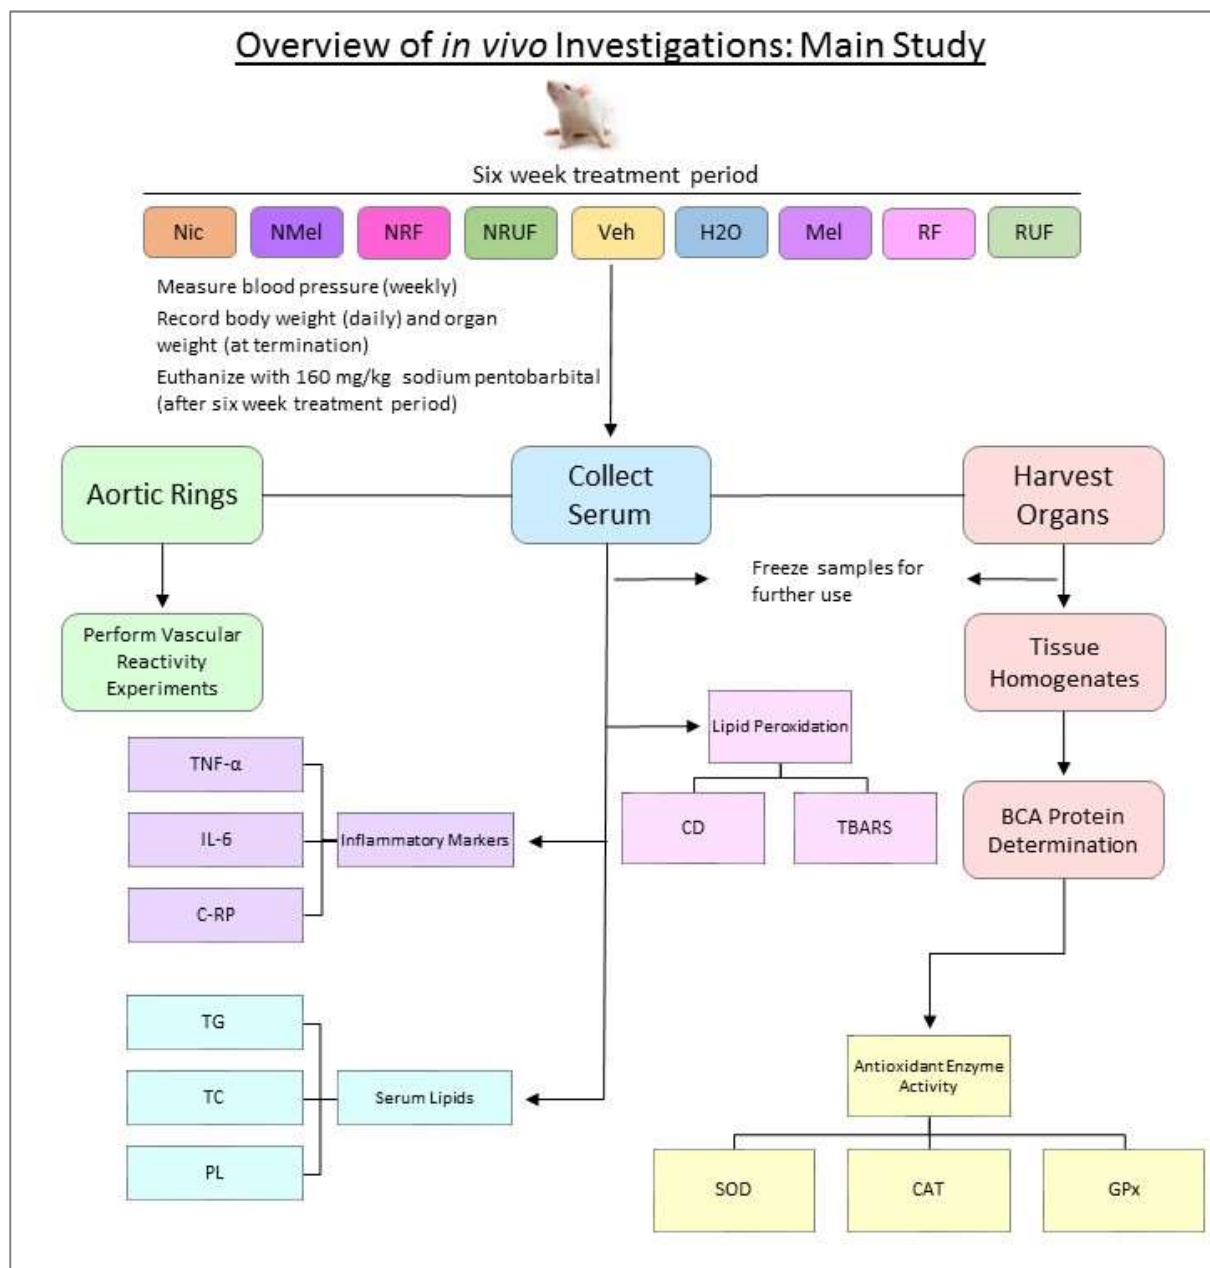 Overview of in vivo Investigations: Main Study
Six week treatment period
Nic
NMel
NRF
NRUF
Veh
H2O
Mel
RF
RUF
Measure blood pressure (weekly)
Record body weight (daily) and organ
weight (at termination)
Euthanize with 160 mg/kg sodium pentobarbital
(after six week treatment period)
Aortic Rings
Collect
Serum
Harvest
Organs
Freeze samples for
further use
Perform Vascular
Reactivity
Experiments
Tissue
Homogenates
Lipid Peroxidation
CD
TBARS
TNF-α
IL-6
C-RP
Inflammatory Markers
BCA Protein
Determination
TG
TC
PL
Serum Lipids
Antioxidant Enzyme
Activity
SOD
CAT
GPx